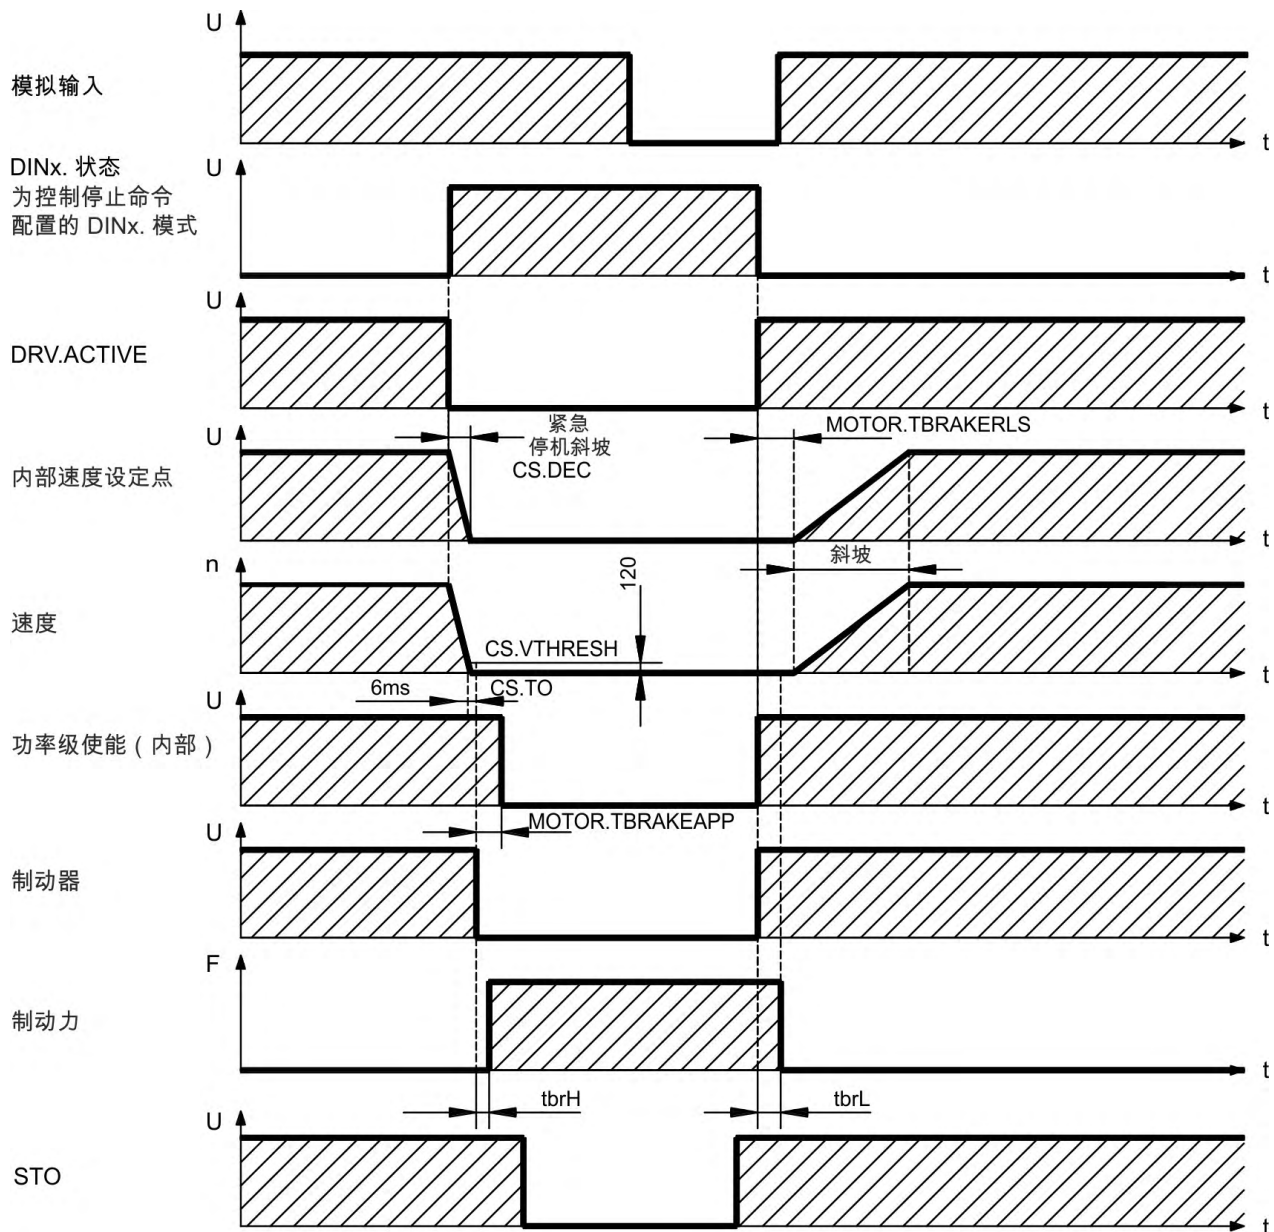 U
模拟输入
t
DINx. 状态
为控制停止命令
配置的 DINx. 模式
U
t
U
DRV.ACTIVE
t
U
紧急
停机斜坡
CS.DEC
MOTOR.TBRAKERLS
内部速度设定点
t
n
120
斜坡
速度
CS.VTHRESH
t
6ms
CS.TO
U
功率级使能（内部）
t
U
MOTOR.TBRAKEAPP
制动器
t
F
制动力
t
tbrH
tbrL
U
STO
t